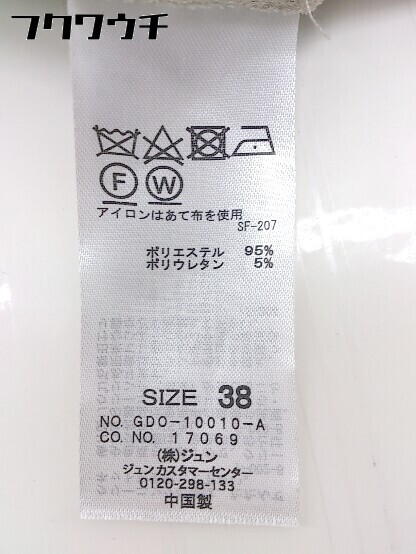 フクワウチ
F W
アイロンはあて布を使用
SF-207
ポリエステル 95%
ポリウレタン 5%
SIZE 38
NO. GDO-10010-A
CO. NO. 17069
(株)ジュン
ジュンカスタマーセンター
0120-298-133
中国製